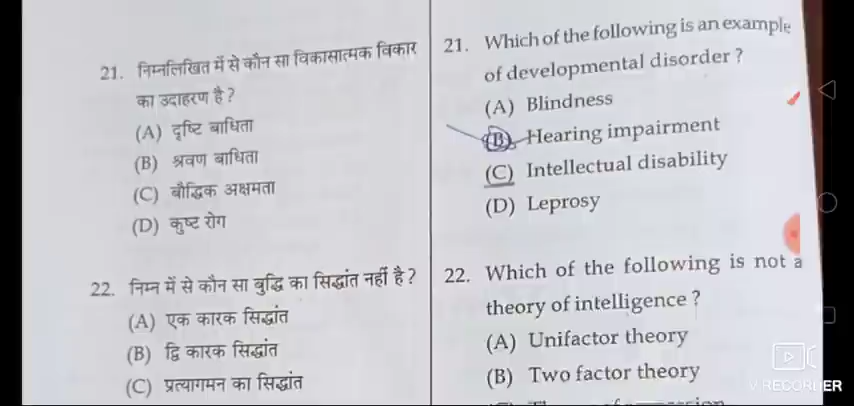 21. निम्नलिखित में से कौन सा विकासात्मक विकार
का उदाहरण है ?
(A) दृष्टि बाधिता
(B) श्रवण बाधिता
(C) बौद्धिक अक्षमता
(D) कुष्ट रोग
22. निम्न में से कौन सा बुद्धि का सिद्धांत नहीं है ?
(A) एक कारक सिद्धांत
(B) द्वि कारक सिद्धांत
(C) प्रत्यागमन का सिद्धांत
21. Which of the following is an example
of developmental disorder ?
(A) Blindness
(B) Hearing impairment
(C) Intellectual disability
(D) Leprosy
22. Which of the following is not a
theory of intelligence ?
(A) Unifactor theory
(B) Two factor theory
V RECORDER